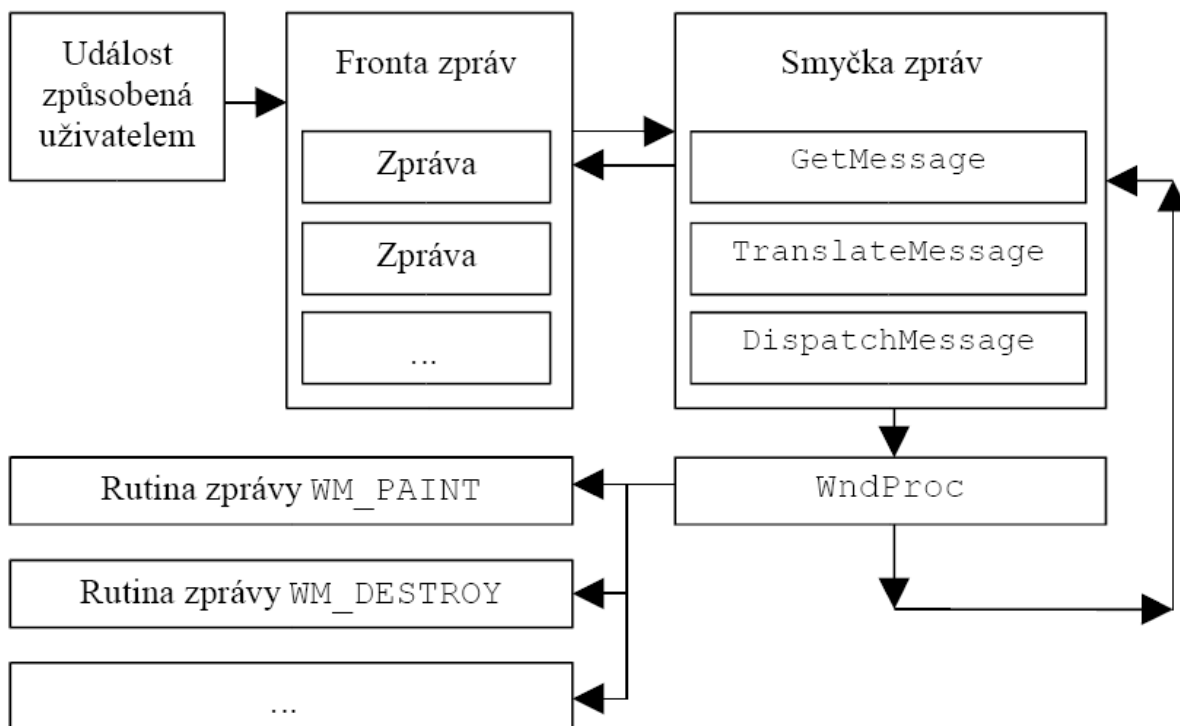 Událost
způsobená
uživatelem
Fronta zpráv
Zpráva
Zpráva
...
Smyčka zpráv
GetMessage
TranslateMessage
DispatchMessage
WndProc
Rutina zprávy WM_PAINT
Rutina zprávy WM_DESTROY
...